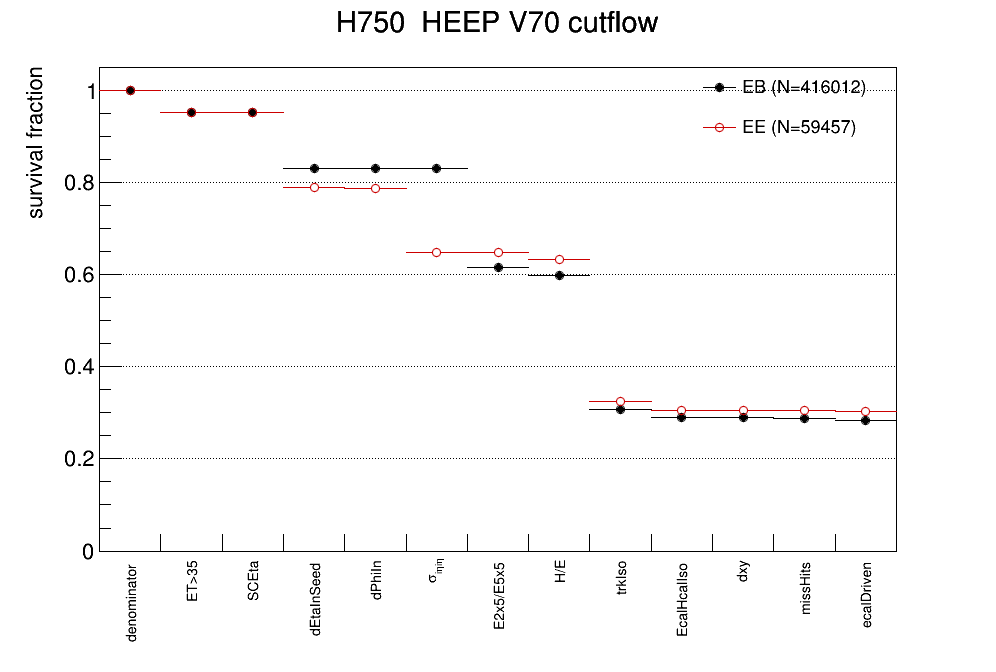 H750 HEEP V70 cutflow
survival fraction
EB (N=416012)
EE (N=59457)
1
0.8
0.6
0.4
0.2
0
denominator
ET>35
SCEta
dEtaInSeed
dPhiIn
σiηiη
E2x5/E5x5
H/E
trkIso
EcalHcalIso
dxy
missHits
ecalDriven